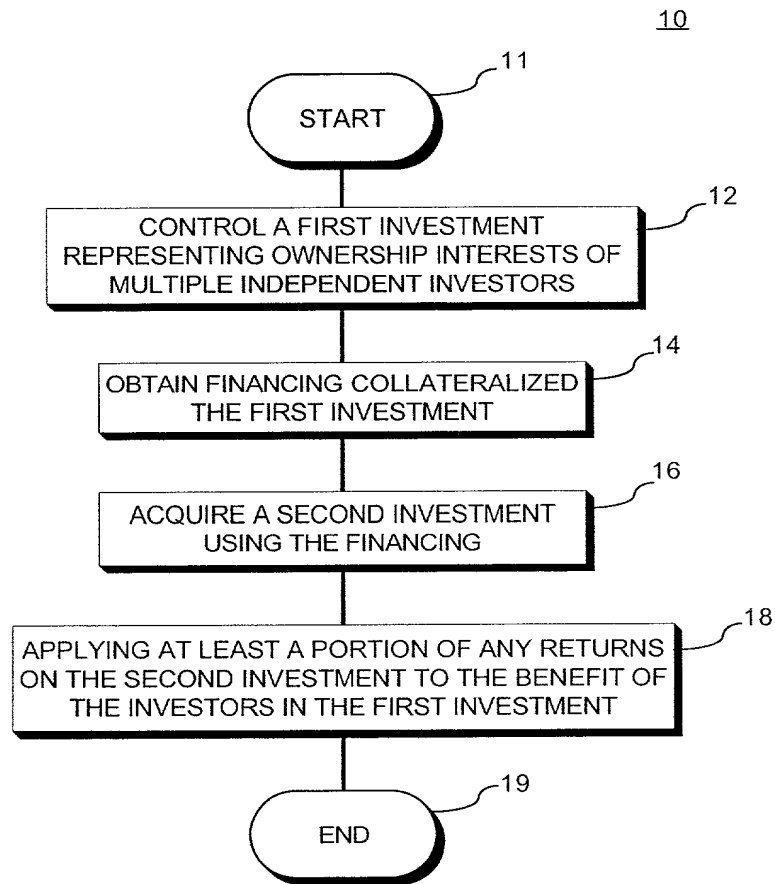 10
11
START
12
CONTROL A FIRST INVESTMENT
REPRESENTING OWNERSHIP INTERESTS OF
MULTIPLE INDEPENDENT INVESTORS
14
OBTAIN FINANCING COLLATERALIZED
THE FIRST INVESTMENT
16
ACQUIRE A SECOND INVESTMENT
USING THE FINANCING
18
APPLYING AT LEAST A PORTION OF ANY RETURNS
ON THE SECOND INVESTMENT TO THE BENEFIT OF
THE INVESTORS IN THE FIRST INVESTMENT
19
END